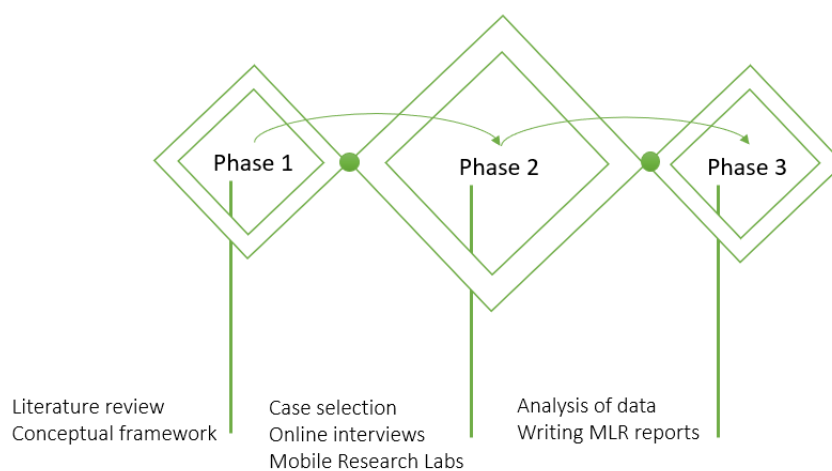 Phase 1
Phase 2
Phase 3
Literature review
Conceptual framework
Case selection
Online interviews
Mobile Research Labs
Analysis of data
Writing MLR reports